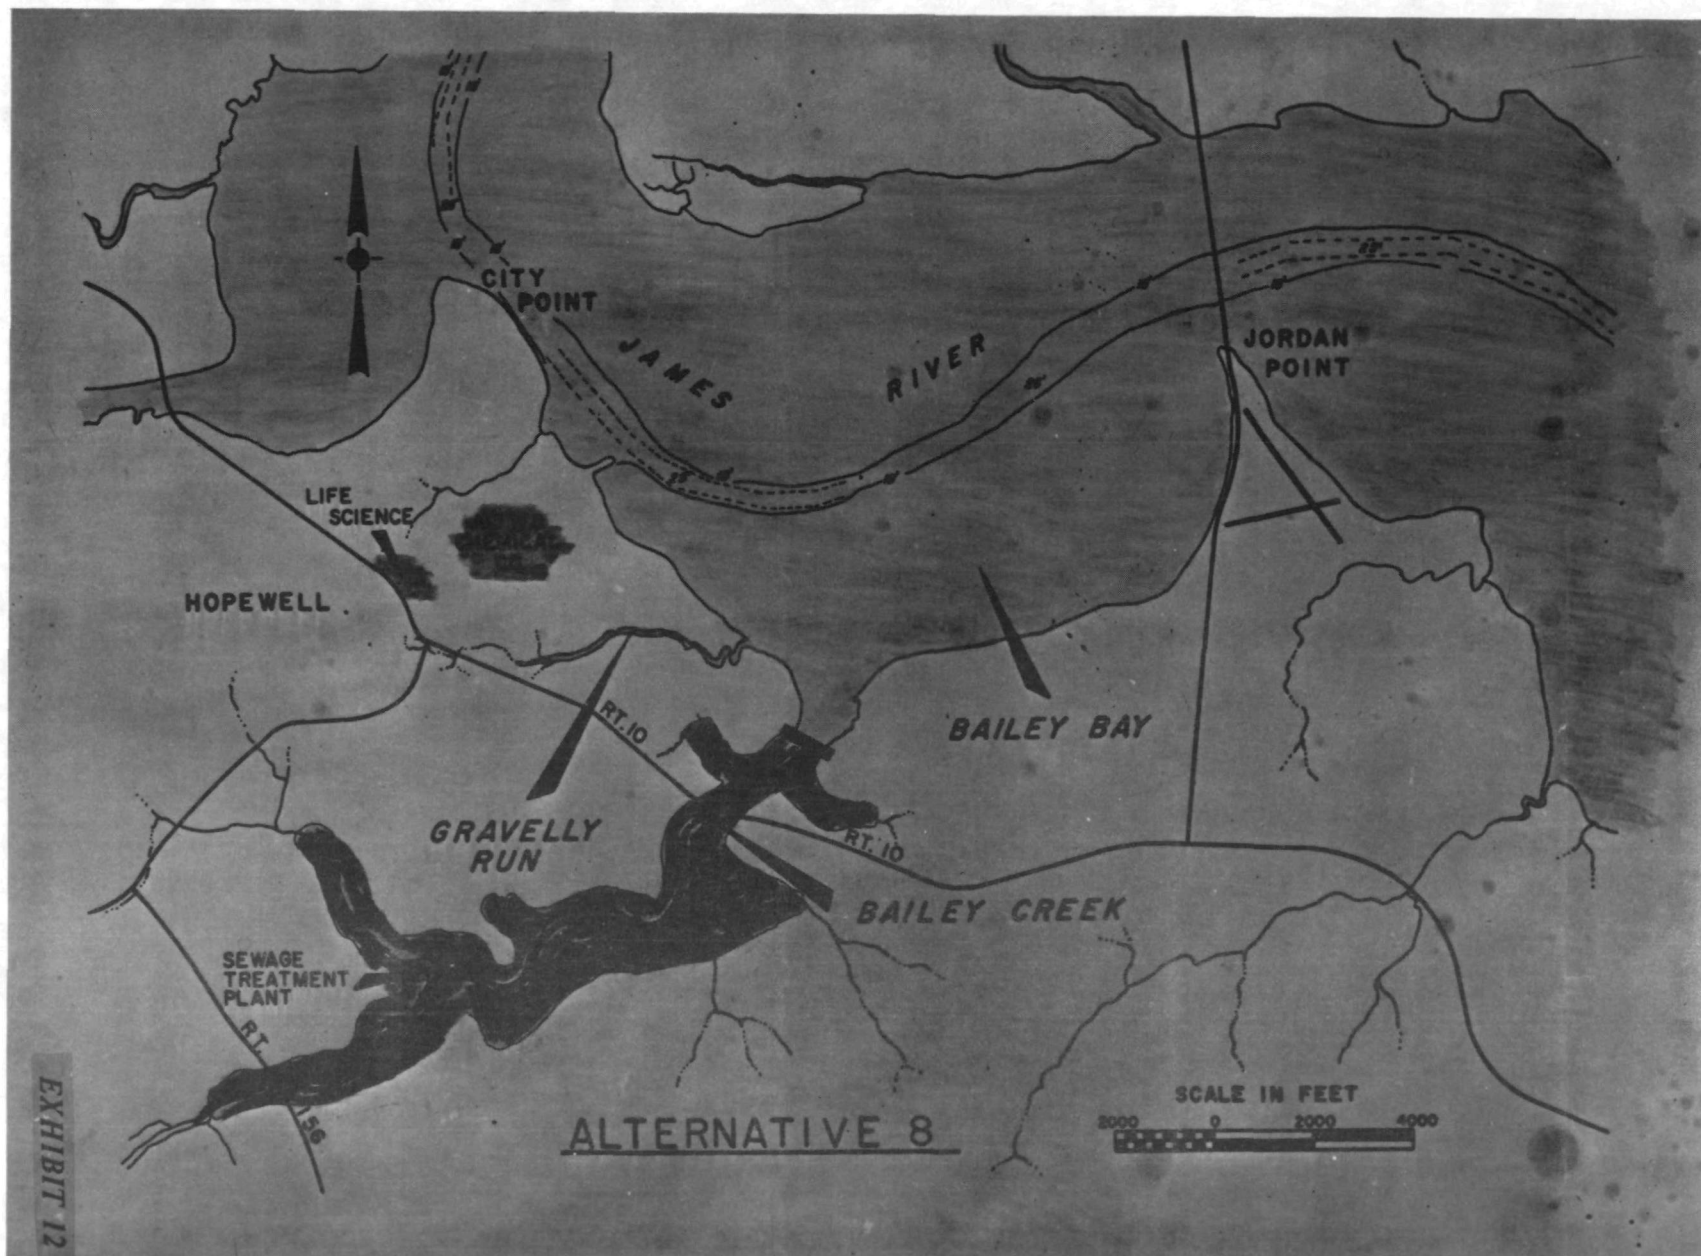 CITY
POINT
JAMES
RIVER
JORDAN
POINT
25'
LIFE
SCIENCE
HOPEWELL
BAILEY BAY
RT. 10
GRAVELLY
RUN
RT. 10
BAILEY CREEK
SEWAGE
TREATMENT
PLANT
RT.
156
SCALE IN FEET
2000 0 2000 4000
ALTERNATIVE 8
EXHIBIT 12